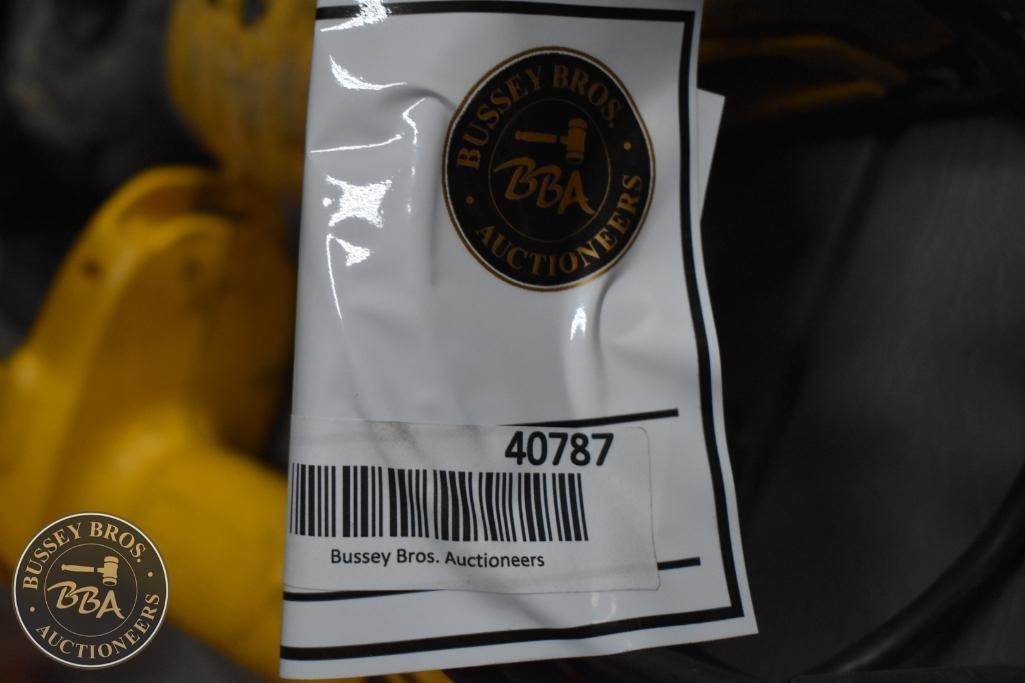 BUSSEY BROS.
BBA
AUCTIONEERS
40787
Bussey Bros. Auctioneers
BUSSEY BROS.
BBA
AUCTIONEERS